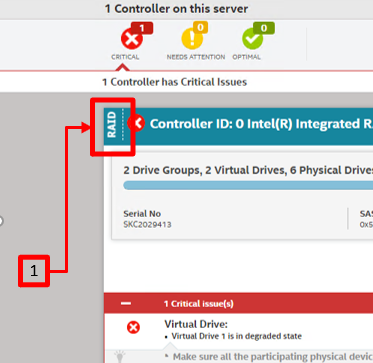 1 Controller on this server
1 0 0
CRITICAL NEEDS ATTENTION OPTIMAL
1 Controller has Critical Issues
RAID
Controller ID: 0 Intel(R) Integrated R
2 Drive Groups, 2 Virtual Drives, 6 Physical Drives
Serial No SAS
SKC2029413 0x5
1
1 Critical issue(s)
Virtual Drive:
• Virtual Drive 1 is in degraded state
* Make sure all the participating physical devic